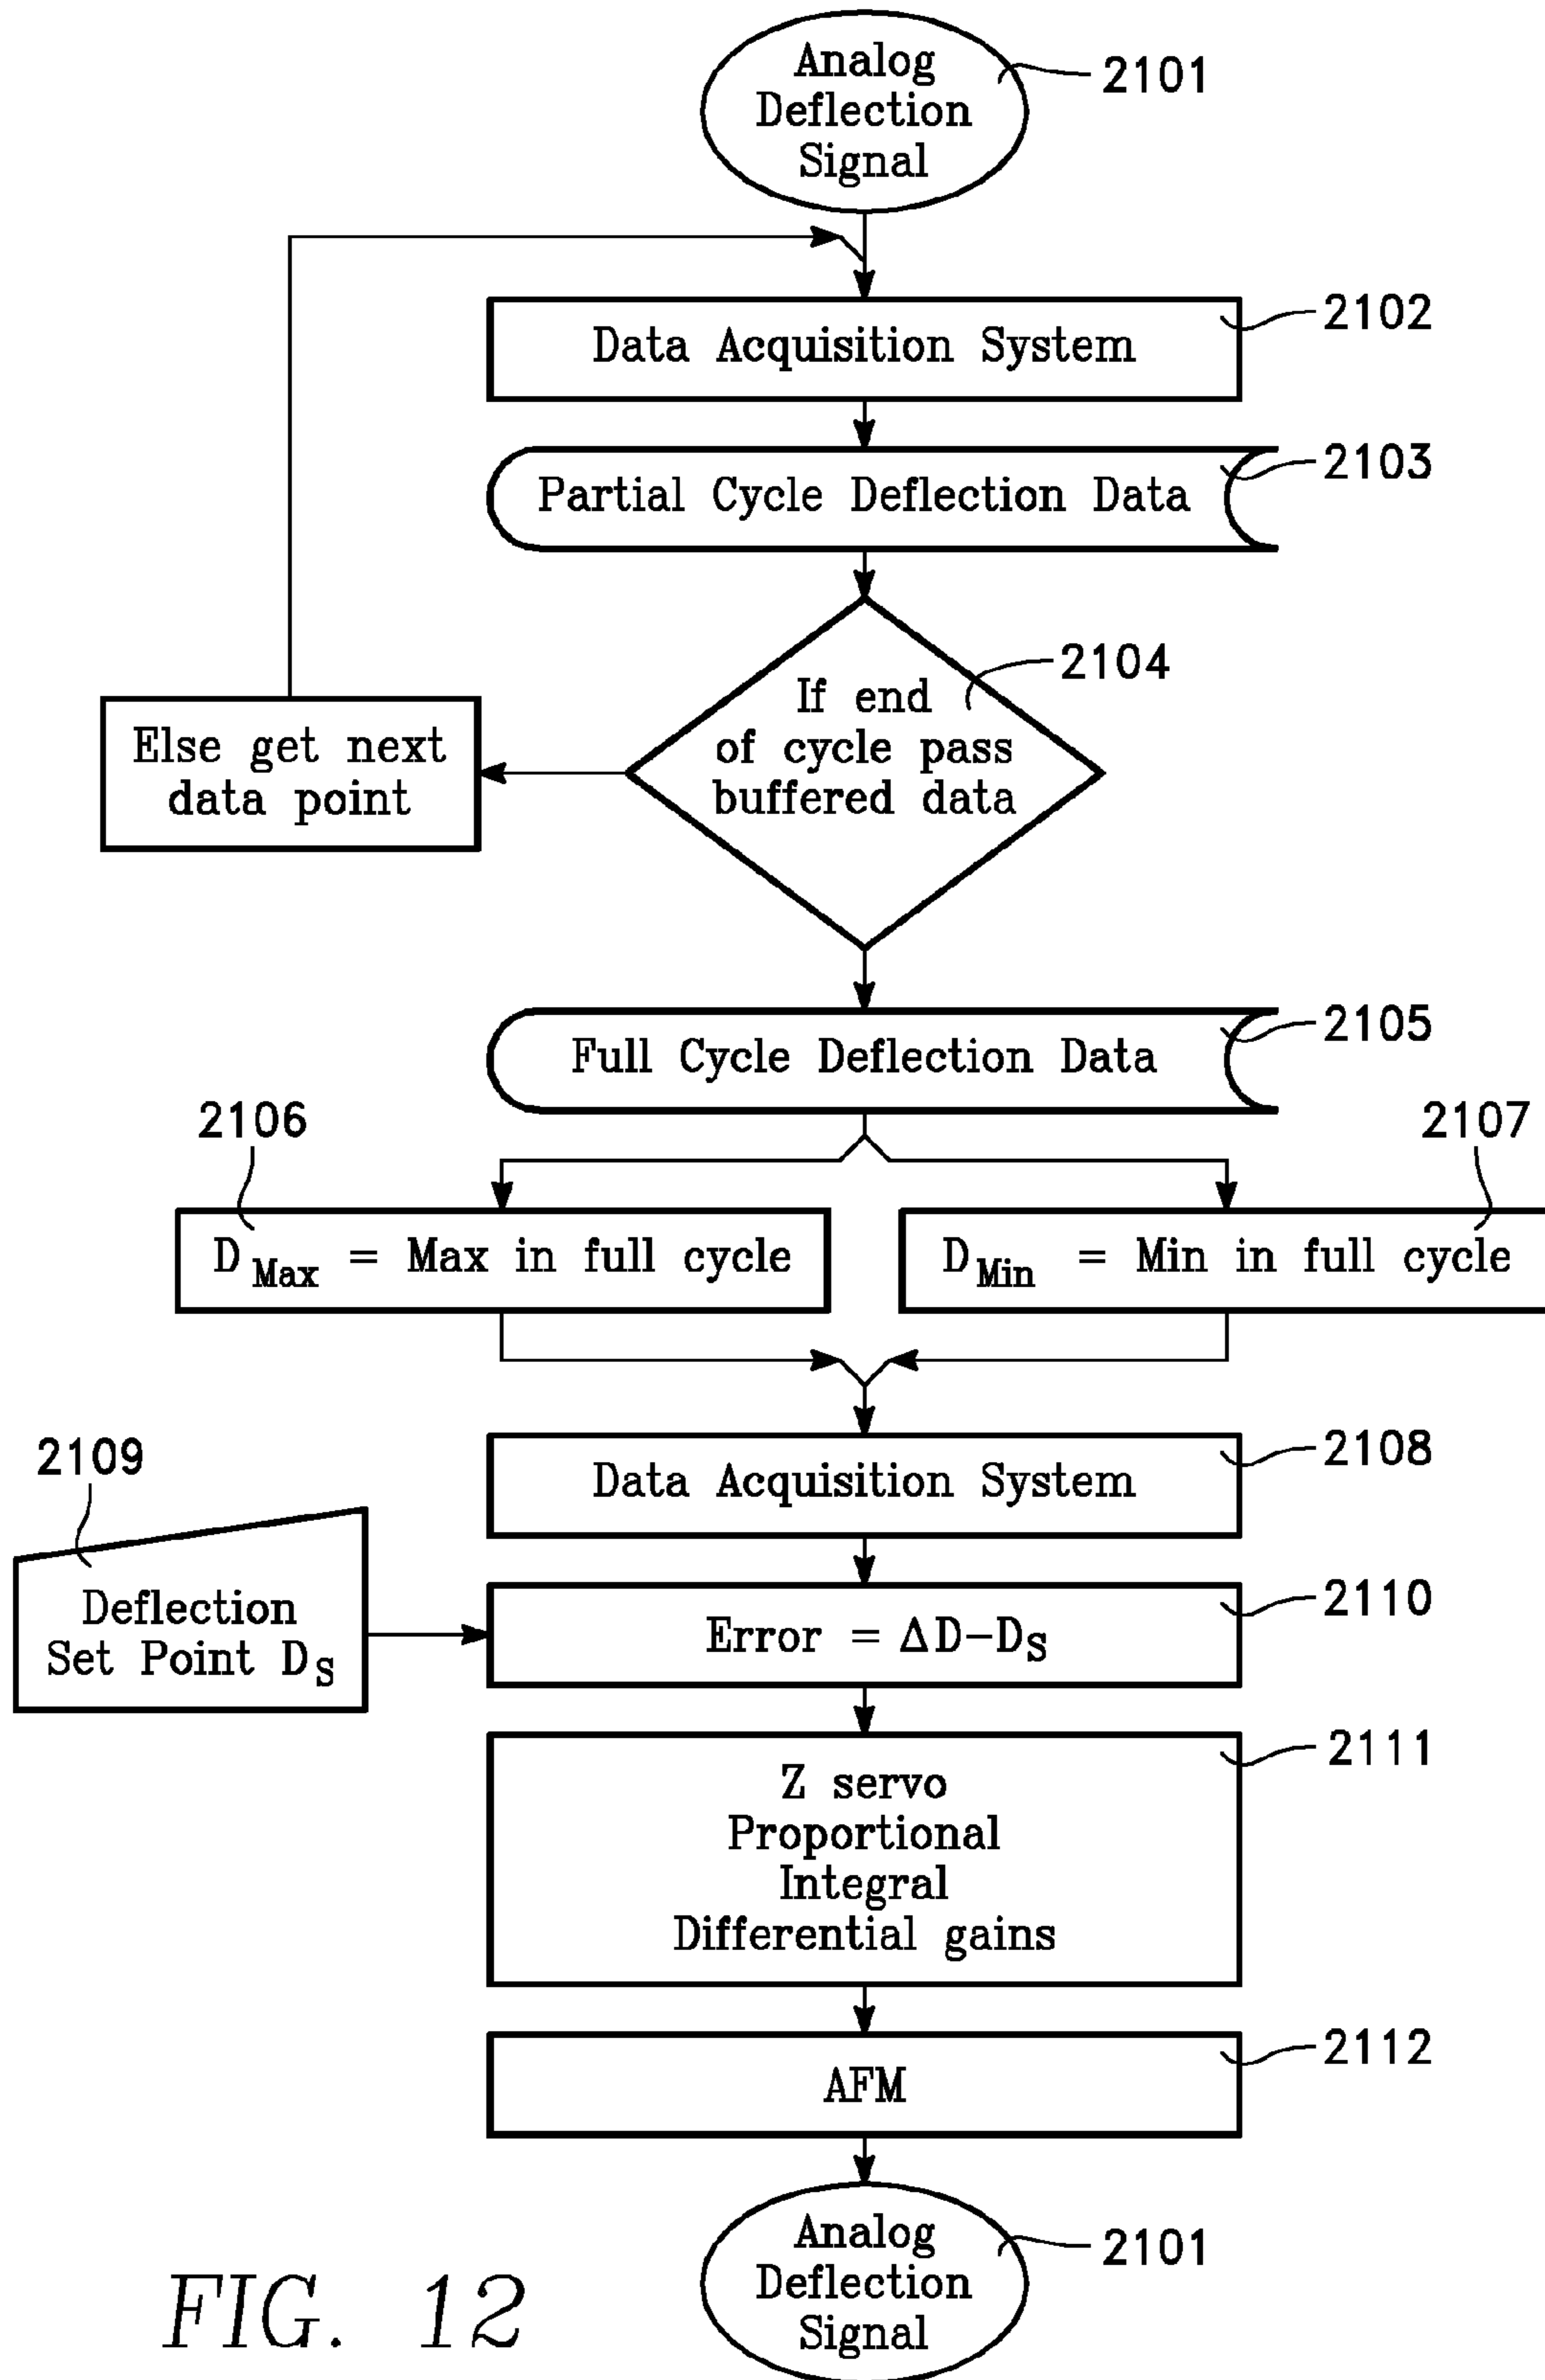 Analog
Deflection
Signal
2101
Data Acquisition System
2102
Partial Cycle Deflection Data
2103
If end
of cycle pass
buffered data
2104
Else get next
data point
Full Cycle Deflection Data
2105
2106
2107
D Max = Max in full cycle
D Min = Min in full cycle
Data Acquisition System
2108
2109
Deflection
Set Point DS
Error = ΔD-DS
2110
Z servo
Proportional
Integral
Differential gains
2111
AFM
2112
Analog
Deflection
Signal
2101
FIG. 12